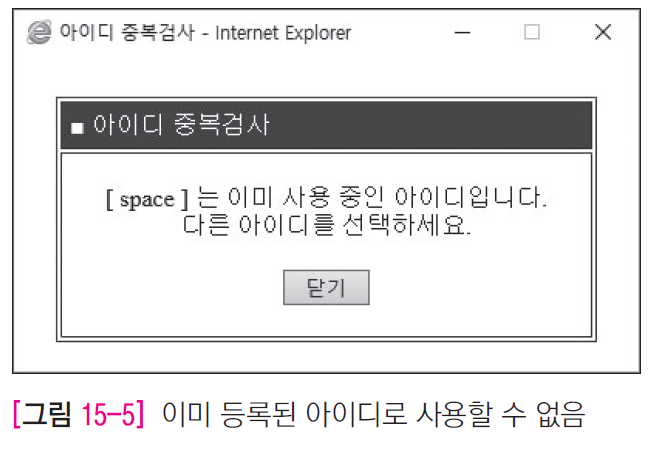 아이디 중복검사 - Internet Explorer
■ 아이디 중복검사
[ space ] 는 이미 사용 중인 아이디입니다.
다른 아이디를 선택하세요.
닫기
[그림 15-5] 이미 등록된 아이디로 사용할 수 없음